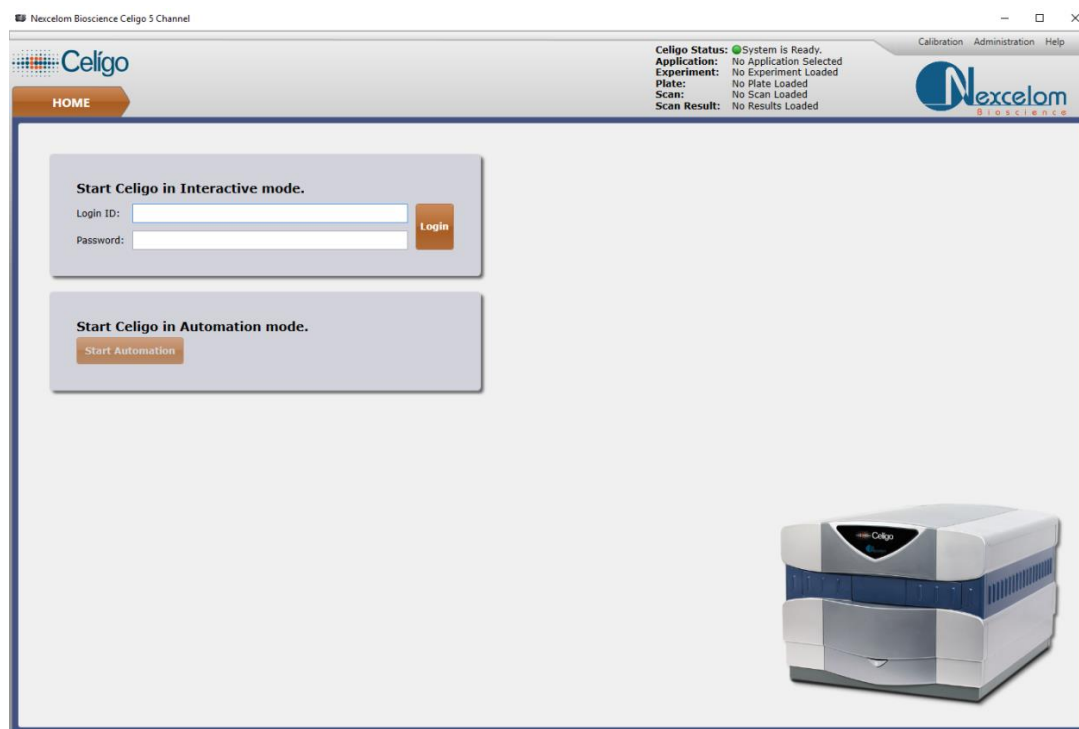 Nexcelom Bioscience Celigo 5 Channel
Calibration Administration Help
Celígo
Celigo Status: System is Ready.
Application: No Application Selected
Experiment: No Experiment Loaded
Plate: No Plate Loaded
Scan: No Scan Loaded
Scan Result: No Results Loaded
Nexcelom
Bioscience
HOME
Start Celigo in Interactive mode.
Login ID:
Password:
Login
Start Celigo in Automation mode.
Start Automation
Celigo